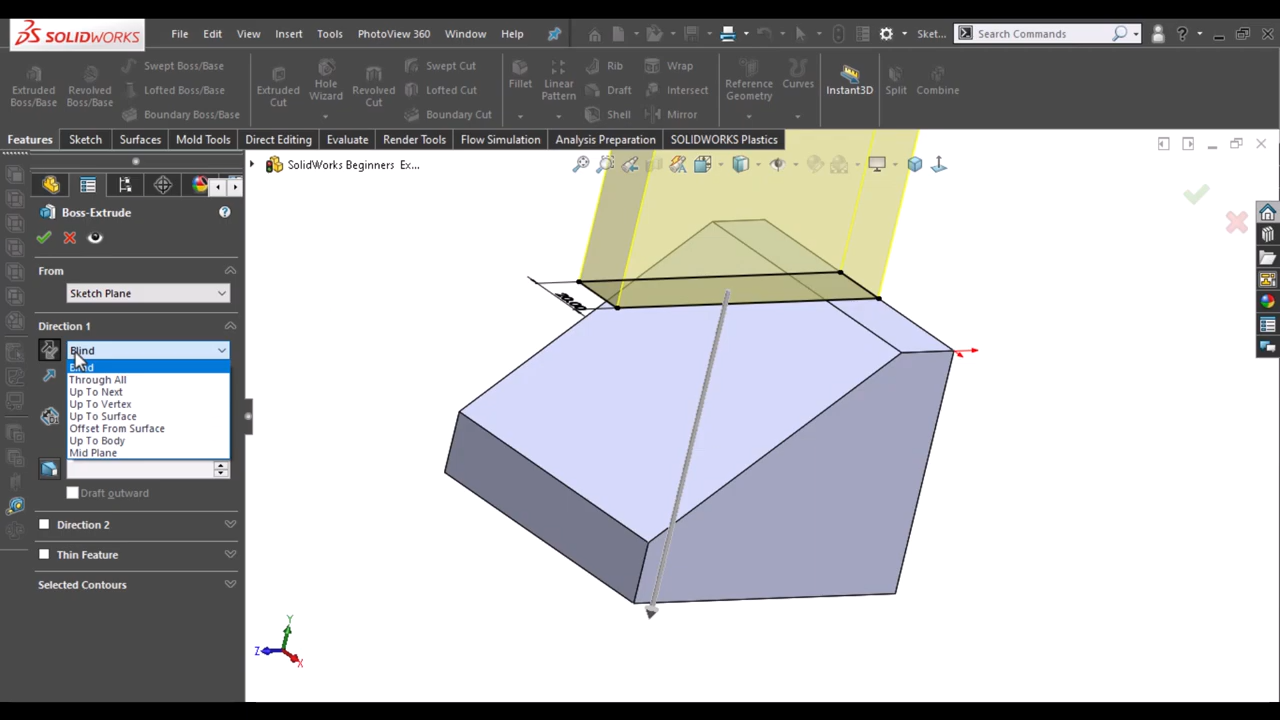 SOLIDWORKS
File Edit View Insert Tools PhotoView 360 Window Help
Sket...
Search Commands
Extruded Boss/Base
Revolved Boss/Base
Swept Boss/Base
Lofted Boss/Base
Boundary Boss/Base
Extruded Cut
Hole Wizard
Revolved Cut
Swept Cut
Lofted Cut
Boundary Cut
Fillet
Linear Pattern
Rib
Draft
Shell
Wrap
Intersect
Mirror
Reference Geometry
Curves
Instant3D
Split
Combine
Features Sketch Surfaces Mold Tools Direct Editing Evaluate Render Tools Flow Simulation Analysis Preparation SOLIDWORKS Plastics
SolidWorks Beginners Ex...
Boss-Extrude
From
Sketch Plane
Direction 1
Blind
Blind
Through All
Up To Next
Up To Vertex
Up To Surface
Offset From Surface
Up To Body
Mid Plane
Draft outward
Direction 2
Thin Feature
Selected Contours
Y
Z
X